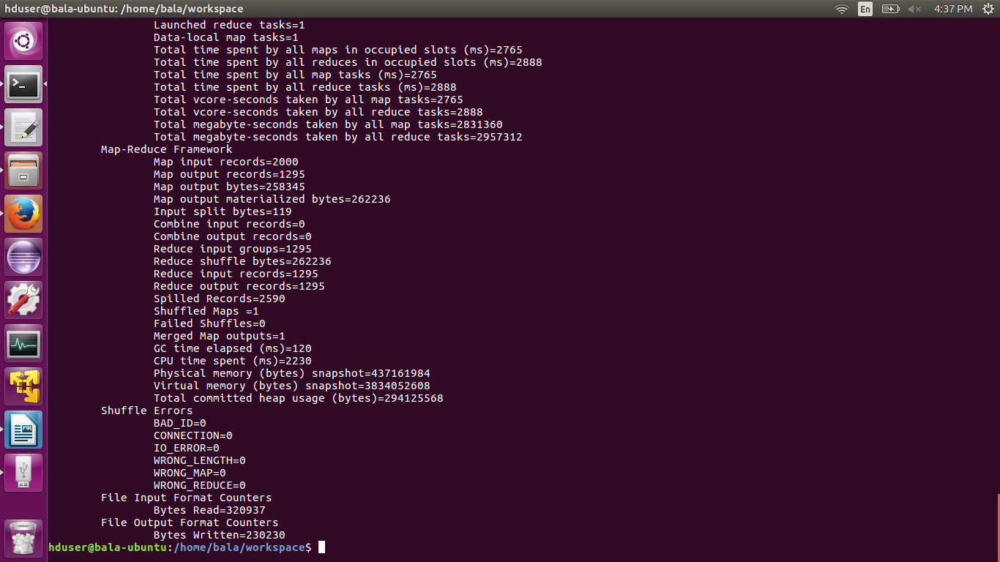 hduser@bala-ubuntu: /home/bala/workspace
En
4:37 PM
Launched reduce tasks=1
Data-local map tasks=1
Total time spent by all maps in occupied slots (ms)=2765
Total time spent by all reduces in occupied slots (ms)=2888
Total time spent by all map tasks (ms)=2765
Total time spent by all reduce tasks (ms)=2888
Total vcore-seconds taken by all map tasks=2765
Total vcore-seconds taken by all reduce tasks=2888
Total megabyte-seconds taken by all map tasks=2831360
Total megabyte-seconds taken by all reduce tasks=2957312
Map-Reduce Framework
Map input records=2000
Map output records=1295
Map output bytes=258345
Map output materialized bytes=262236
Input split bytes=119
Combine input records=0
Combine output records=0
Reduce input groups=1295
Reduce shuffle bytes=262236
Reduce input records=1295
Reduce output records=1295
Spilled Records=2590
Shuffled Maps =1
Failed Shuffles=0
Merged Map outputs=1
GC time elapsed (ms)=120
CPU time spent (ms)=2230
Physical memory (bytes) snapshot=437161984
Virtual memory (bytes) snapshot=3834052608
Total committed heap usage (bytes)=294125568
Shuffle Errors
BAD_ID=0
CONNECTION=0
IO_ERROR=0
WRONG_LENGTH=0
WRONG_MAP=0
WRONG_REDUCE=0
File Input Format Counters
Bytes Read=320937
File Output Format Counters
Bytes Written=230230
hduser@bala-ubuntu:/home/bala/workspace$